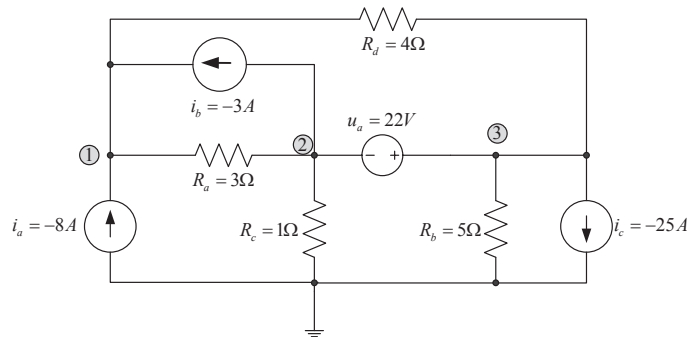 R_d = 4Ω
i_b = −3A
u_a = 22V
1
2
3
R_a = 3Ω
i_a = −8A
R_c = 1Ω
R_b = 5Ω
i_c = −25A
− +